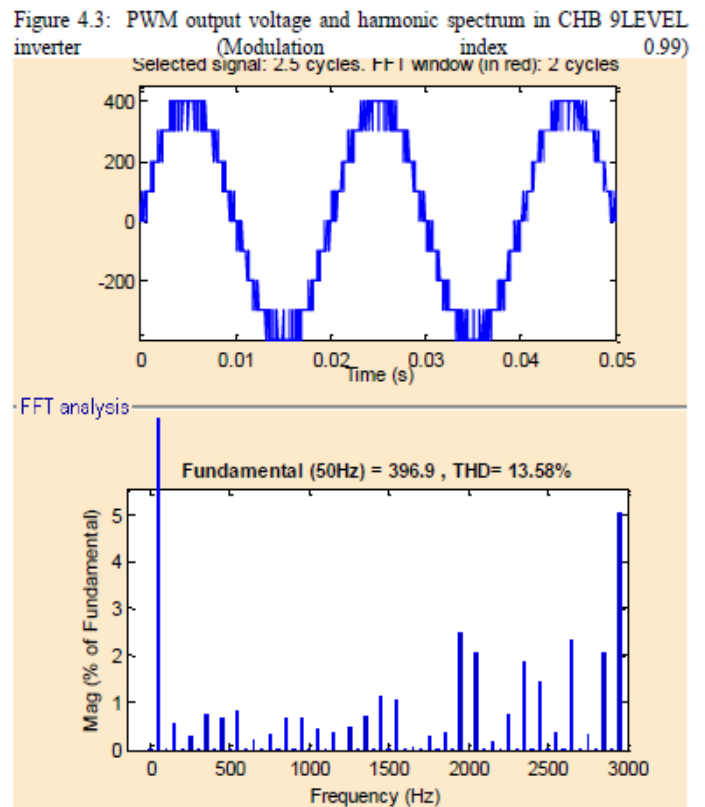 Figure 4.3: PWM output voltage and harmonic spectrum in CHB 9LEVEL
inverter (Modulation index 0.99)
Selected signal: 2.5 cycles. FFT window (in red): 2 cycles
400
200
0
-200
0 0.01 0.02 0.03 0.04 0.05
Time (s)
FFT analysis
Fundamental (50Hz) = 396.9 , THD= 13.58%
Mag (% of Fundamental)
5
4
3
2
1
0
0 500 1000 1500 2000 2500 3000
Frequency (Hz)